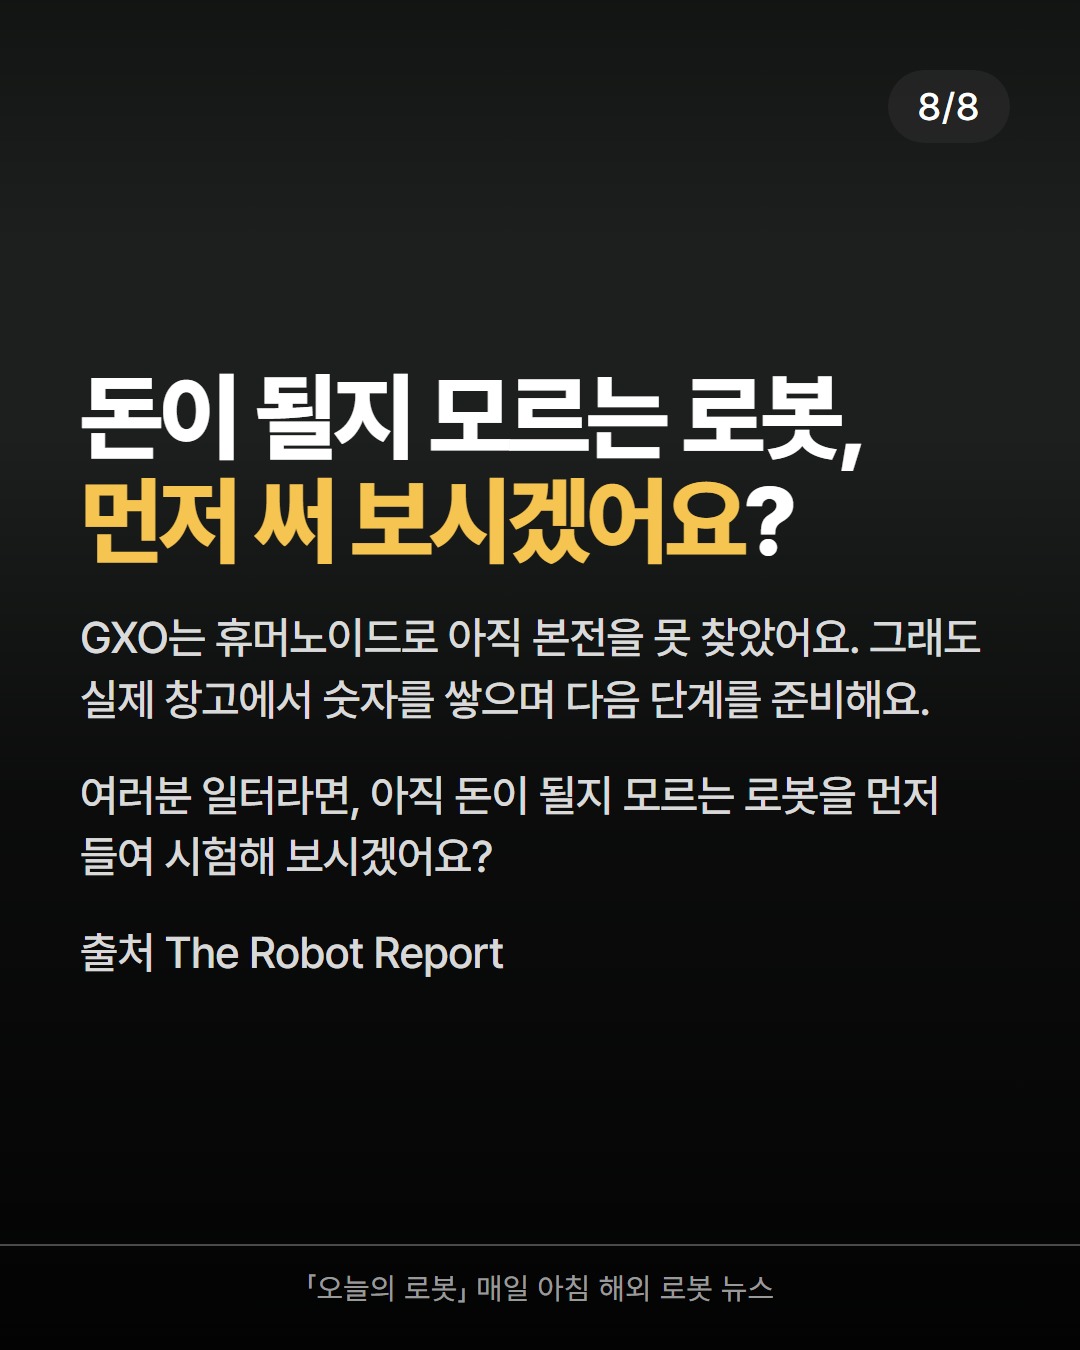 8/8
돈이 될지 모르는 로봇,
먼저 써 보시겠어요?
GXO는 휴머노이드로 아직 본전을 못 찾았어요. 그래도
실제 창고에서 숫자를 쌓으며 다음 단계를 준비해요.
여러분 일터라면, 아직 돈이 될지 모르는 로봇을 먼저
들여 시험해 보시겠어요?
출처 The Robot Report
「오늘의 로봇」 매일 아침 해외 로봇 뉴스